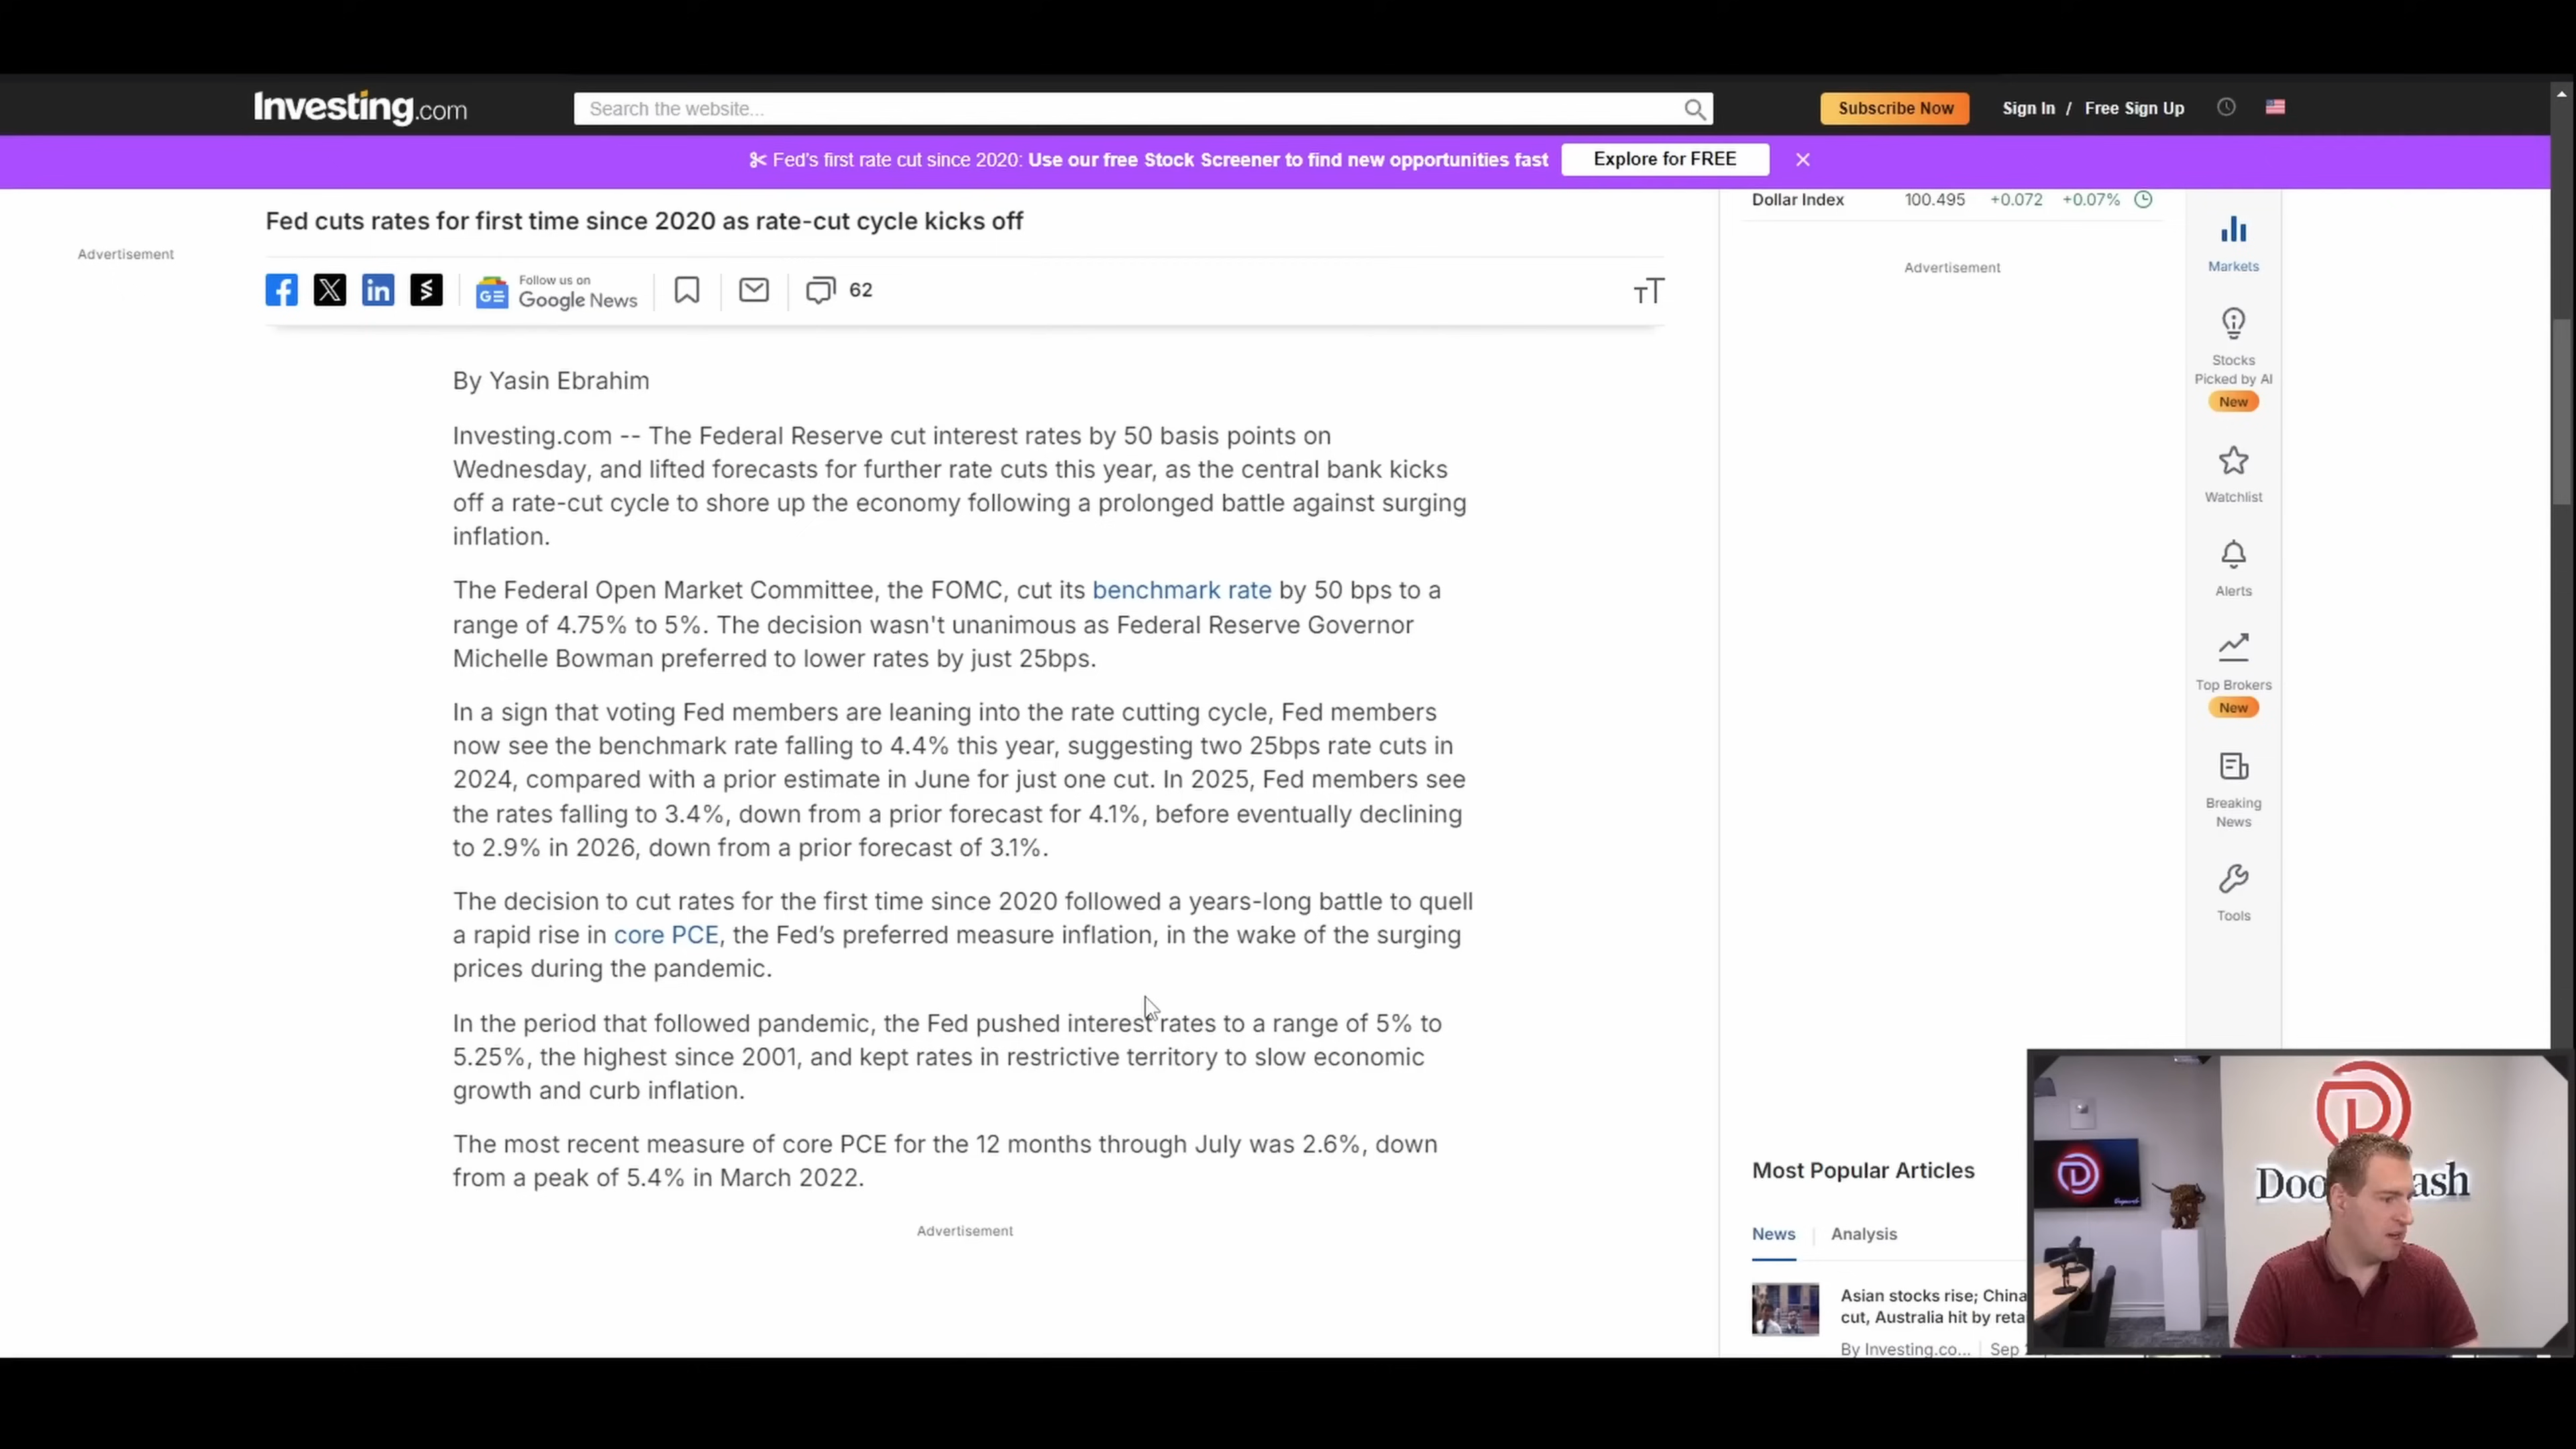 Investing.com
Search the website...
Subscribe Now
Sign In / Free Sign Up
Fed's first rate cut since 2020: Use our free Stock Screener to find new opportunities fast
Explore for FREE
Fed cuts rates for first time since 2020 as rate-cut cycle kicks off
Advertisement
Follow us on
Google News
62
By Yasin Ebrahim
Investing.com -- The Federal Reserve cut interest rates by 50 basis points on
Wednesday, and lifted forecasts for further rate cuts this year, as the central bank kicks
off a rate-cut cycle to shore up the economy following a prolonged battle against surging
inflation.
The Federal Open Market Committee, the FOMC, cut its benchmark rate by 50 bps to a
range of 4.75% to 5%. The decision wasn't unanimous as Federal Reserve Governor
Michelle Bowman preferred to lower rates by just 25bps.
In a sign that voting Fed members are leaning into the rate cutting cycle, Fed members
now see the benchmark rate falling to 4.4% this year, suggesting two 25bps rate cuts in
2024, compared with a prior estimate in June for just one cut. In 2025, Fed members see
the rates falling to 3.4%, down from a prior forecast for 4.1%, before eventually declining
to 2.9% in 2026, down from a prior forecast of 3.1%.
The decision to cut rates for the first time since 2020 followed a years-long battle to quell
a rapid rise in core PCE, the Fed's preferred measure inflation, in the wake of the surging
prices during the pandemic.
In the period that followed pandemic, the Fed pushed interest rates to a range of 5% to
5.25%, the highest since 2001, and kept rates in restrictive territory to slow economic
growth and curb inflation.
The most recent measure of core PCE for the 12 months through July was 2.6%, down
from a peak of 5.4% in March 2022.
Advertisement
Dollar Index 100.495 +0.072 +0.07%
Advertisement
Most Popular Articles
News
Analysis
Asian stocks rise; China
cut, Australia hit by
By Investing.co... Sep
Markets
Stocks
Picked by AI
New
Watchlist
Alerts
Top Brokers
New
Breaking
News
Tools